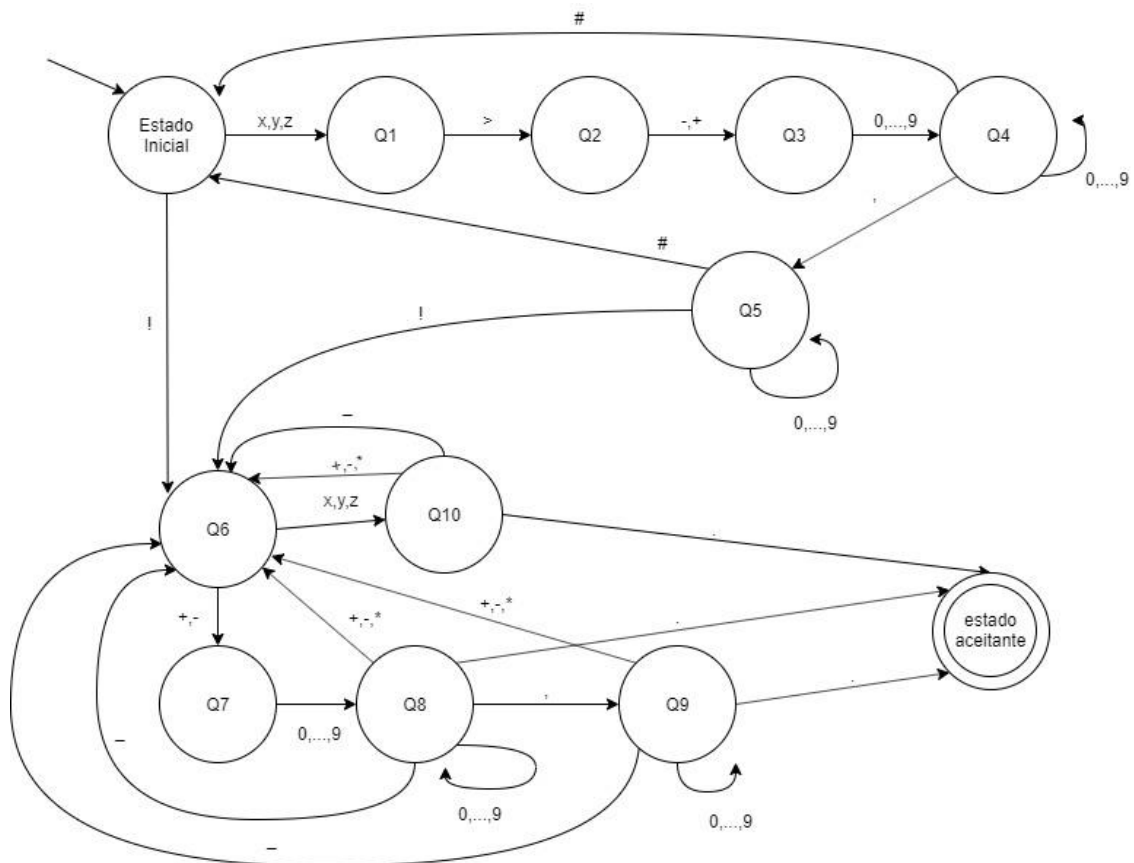 #
Estado
Inicial
x,y,z
Q1
>
Q2
-,+
Q3
0,...,9
Q4
0,...,9
,
#
Q5
!
!
0,...,9
_
+,-,*
x,y,z
Q10
Q6
.
+,-
+,-,*
+,-,*
.
estado
aceitante
Q7
0,...,9
Q8
,
Q9
.
_
0,...,9
0,...,9
_